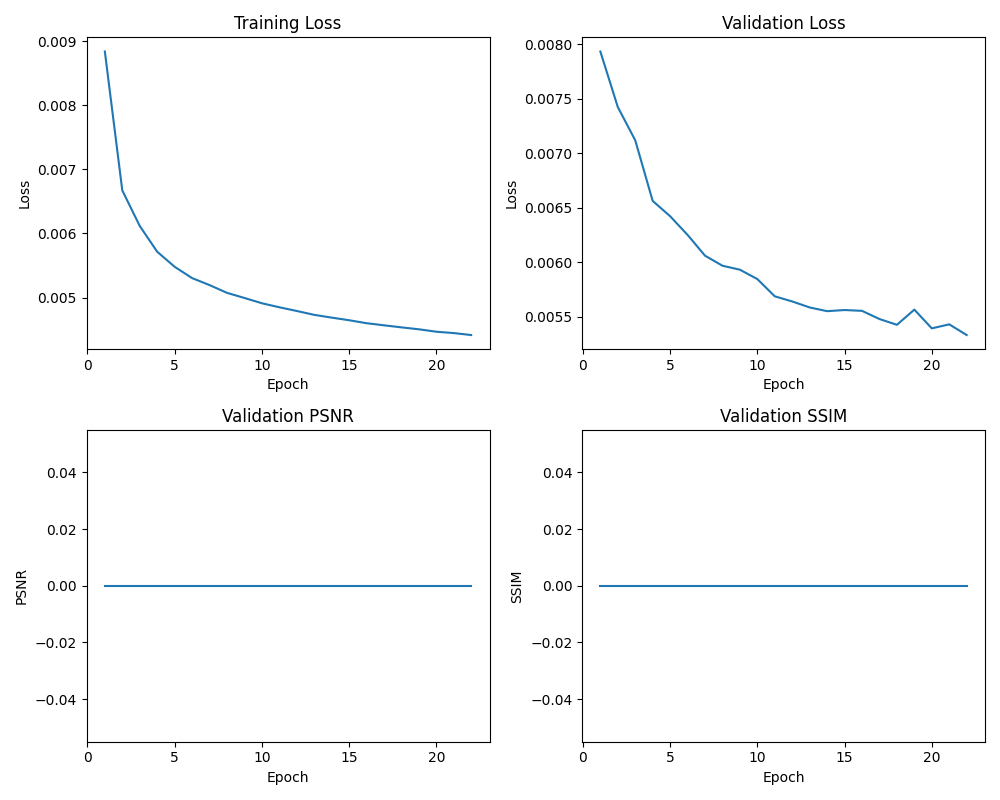 Training Loss
0.009
0.008
0.007
0.006
0.005
Loss
0 5 10 15 20
Epoch
Validation Loss
0.0080
0.0075
0.0070
0.0065
0.0060
0.0055
Loss
0 5 10 15 20
Epoch
Validation PSNR
0.04
0.02
0.00
−0.02
−0.04
PSNR
0 5 10 15 20
Epoch
Validation SSIM
0.04
0.02
0.00
−0.02
−0.04
SSIM
0 5 10 15 20
Epoch